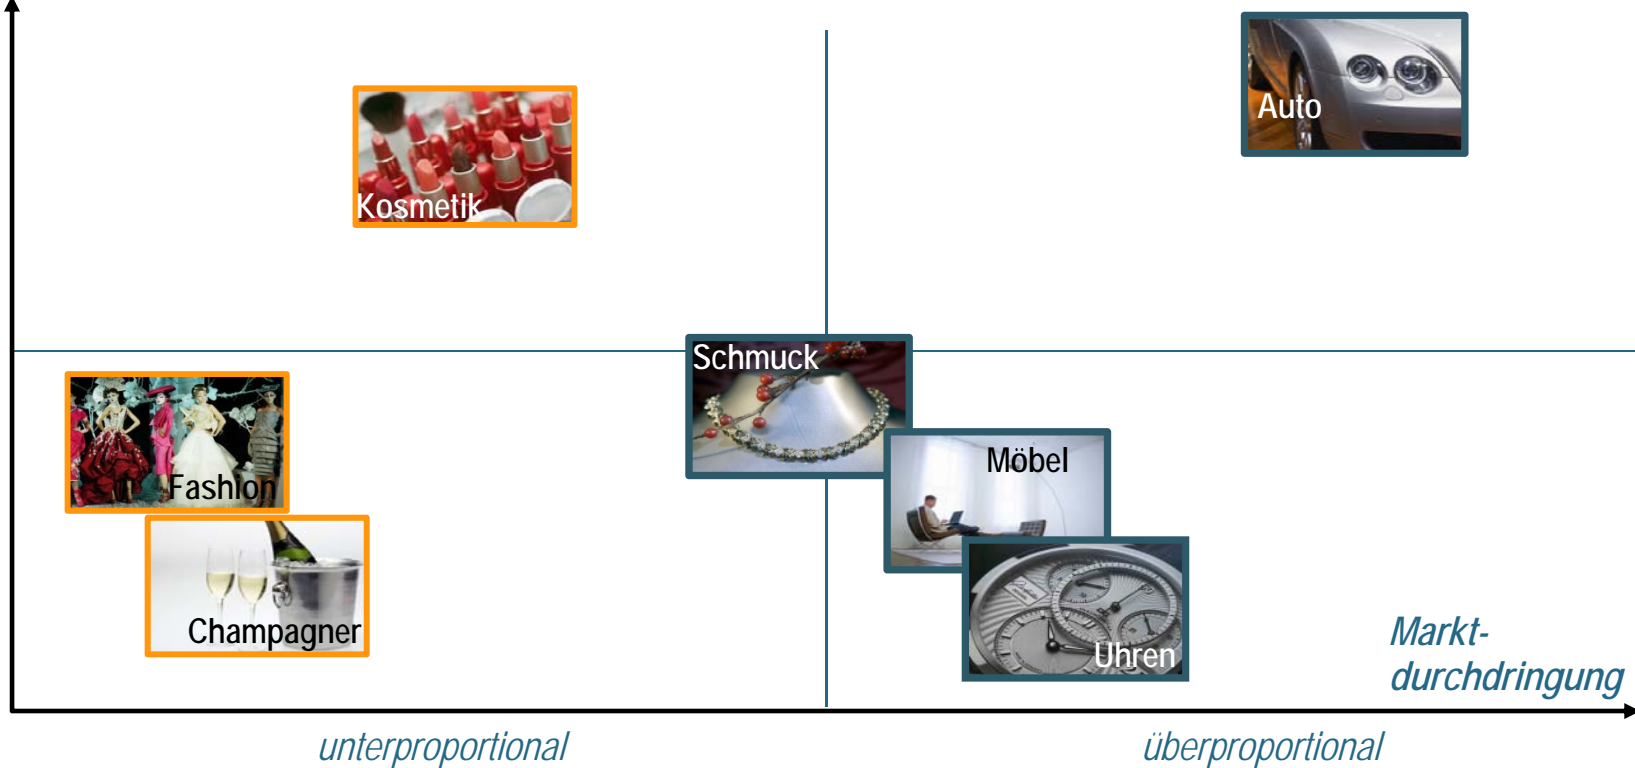 Auto
Kosmetik
Schmuck
Möbel
Fashion
Champagner
Uhren
Markt-
durchdringung
unterproportional
überproportional